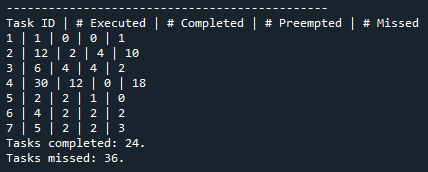 ----------------------------------------------
Task ID | # Executed | # Completed | # Preempted | # Missed
1 | 1 | 0 | 0 | 1
2 | 12 | 2 | 4 | 10
3 | 6 | 4 | 4 | 2
4 | 30 | 12 | 0 | 18
5 | 2 | 2 | 1 | 0
6 | 4 | 2 | 2 | 2
7 | 5 | 2 | 2 | 3
Tasks completed: 24.
Tasks missed: 36.